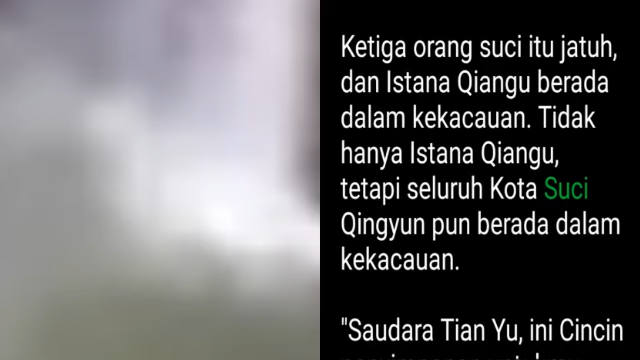 Ketiga orang suci itu jatuh,
dan Istana Qiangu berada
dalam kekacauan. Tidak
hanya Istana Qiangu,
tetapi seluruh Kota Suci
Qingyun pun berada dalam
kekacauan.
"Saudara Tian Yu, ini Cincin